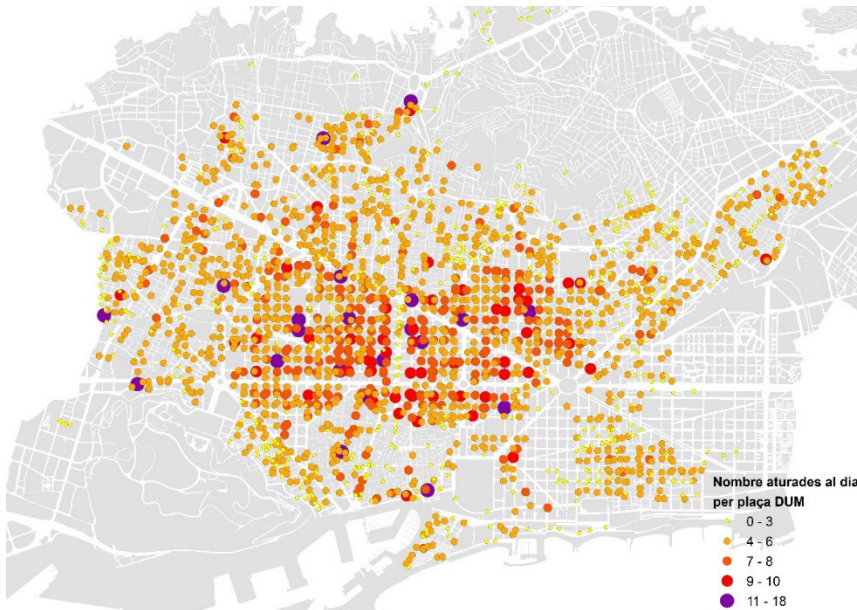 Nombre aturades al dia
per plaça DUM
0 - 3
4 - 6
7 - 8
9 - 10
11 - 18